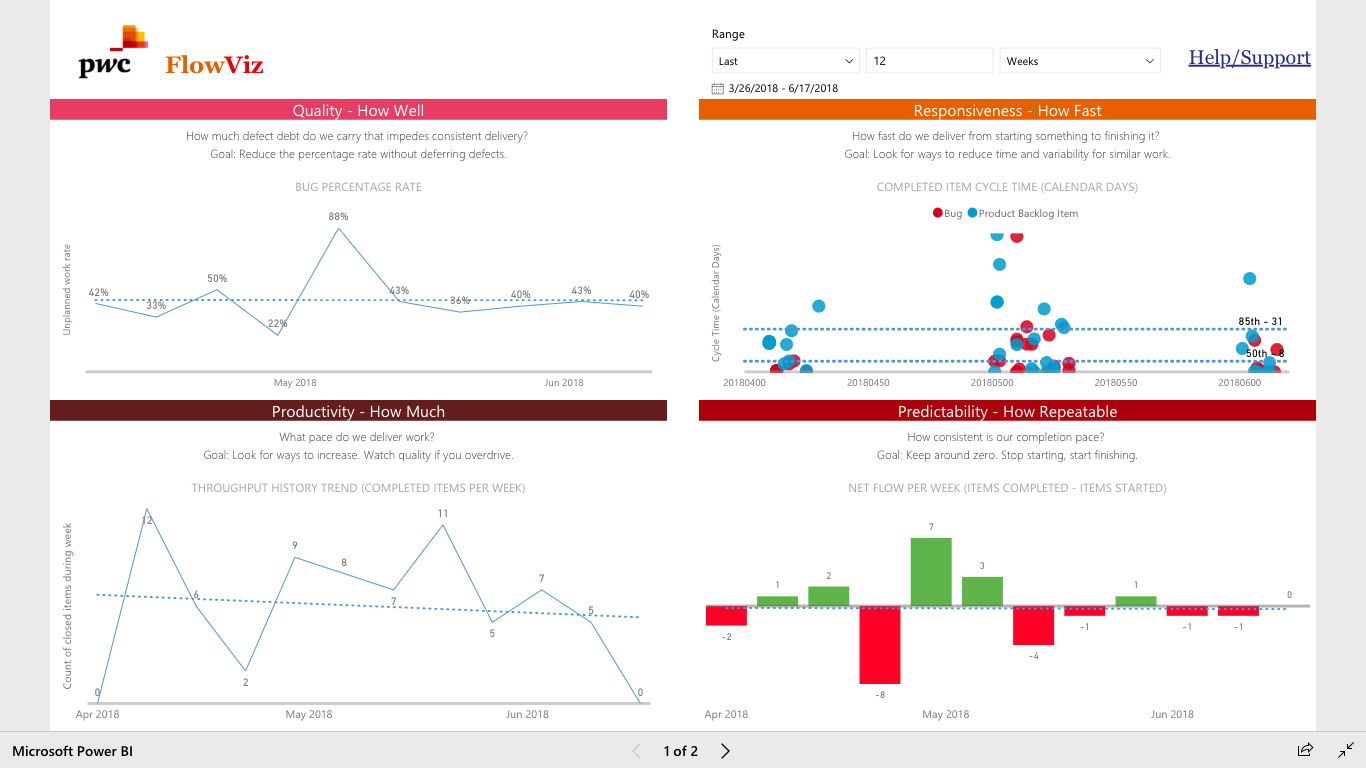 pwc
FlowViz
Range
Last
12
Weeks
3/26/2018 - 6/17/2018
Help/Support
Quality - How Well
How much defect debt do we carry that impedes consistent delivery?
Goal: Reduce the percentage rate without deferring defects.
BUG PERCENTAGE RATE
Unplanned work rate
42%
33%
50%
22%
88%
43%
36%
40%
43%
40%
May 2018
Jun 2018
Responsiveness - How Fast
How fast do we deliver from starting something to finishing it?
Goal: Look for ways to reduce time and variability for similar work.
COMPLETED ITEM CYCLE TIME (CALENDAR DAYS)
Bug
Product Backlog Item
Cycle Time (Calendar Days)
85th - 31
50th - 8
20180400
20180450
20180500
20180550
20180600
Productivity - How Much
What pace do we deliver work?
Goal: Look for ways to increase. Watch quality if you overdrive.
THROUGHPUT HISTORY TREND (COMPLETED ITEMS PER WEEK)
Count of closed items during week
0
12
6
2
9
8
7
11
5
7
5
0
Apr 2018
May 2018
Jun 2018
Predictability - How Repeatable
How consistent is our completion pace?
Goal: Keep around zero. Stop starting, start finishing.
NET FLOW PER WEEK (ITEMS COMPLETED - ITEMS STARTED)
-2
1
2
-8
7
3
-4
-1
1
-1
-1
0
Apr 2018
May 2018
Jun 2018
Microsoft Power BI
1 of 2